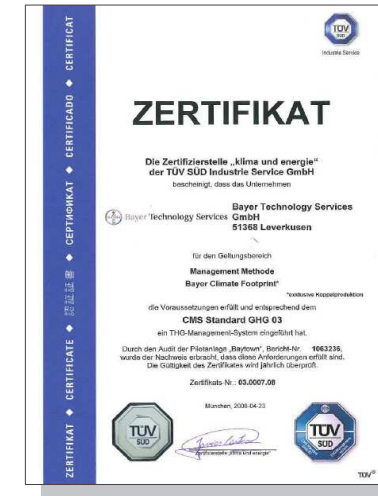 TÜV
SÜD
Industrie Service
ZERTIFIKAT ◆ CERTIFICATE ◆ ◆ СЕРТИФИКАТ ◆ CERTIFICADO ◆ CERTIFICAT
ZERTIFIKAT
Die Zertifizierstelle „klima und energie"
der TÜV SÜD Industrie Service GmbH
bescheinigt, dass das Unternehmen
Bayer Technology Services
Bayer Technology Services GmbH
51368 Leverkusen
für den Geltungsbereich
Management Methode
Bayer Climate Footprint*
*exklusive Koppelproduktion
die Voraussetzungen erfüllt und entsprechend dem
CMS Standard GHG 03
ein THG-Management-System eingeführt hat.
Durch den Audit der Pilotanlage „Baytown", Bericht-Nr. 1063236,
wurde der Nachweis erbracht, dass diese Anforderungen erfüllt sind.
Die Gültigkeit des Zertifikates wird jährlich überprüft.
Zertifikats-Nr.: 03.0007.08
München, 2008-04-23
Zertifizierstelle „klima und energie"
TÜV
SÜD
TÜV
SÜD
TÜV®